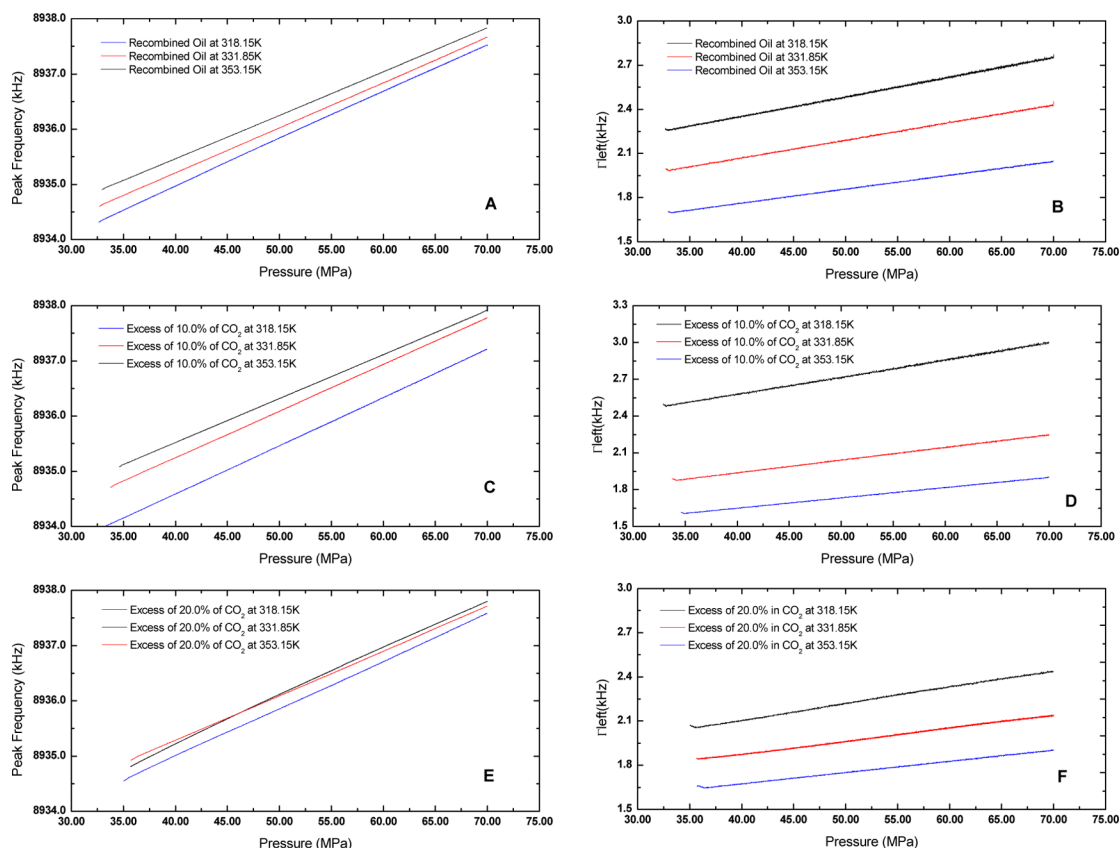 8938.0
8937.0
8936.0
8935.0
8934.0
Peak Frequency (kHz)
Recombined Oil at 318.15K
Recombined Oil at 331.85K
Recombined Oil at 353.15K
A
30.00 35.00 40.00 45.00 50.00 55.00 60.00 65.00 70.00 75.00
Pressure (MPa)
3.0
2.7
2.4
2.1
1.8
1.5
Γleft(kHz)
Recombined Oil at 318.15K
Recombined Oil at 331.85K
Recombined Oil at 353.15K
B
30.00 35.00 40.00 45.00 50.00 55.00 60.00 65.00 70.00 75.00
Pressure (MPa)
8938.0
8937.0
8936.0
8935.0
8934.0
Peak Frequency (kHz)
Excess of 10.0% of CO2 at 318.15K
Excess of 10.0% of CO2 at 331.85K
Excess of 10.0% of CO2 at 353.15K
C
30.00 35.00 40.00 45.00 50.00 55.00 60.00 65.00 70.00 75.00
Pressure (MPa)
3.3
3.0
2.7
2.4
2.1
1.8
1.5
Γleft(kHz)
Excess of 10.0% of CO2 at 318.15K
Excess of 10.0% of CO2 at 331.85K
Excess of 10.0% of CO2 at 353.15K
D
30.00 35.00 40.00 45.00 50.00 55.00 60.00 65.00 70.00 75.00
Pressure (MPa)
8938.0
8937.0
8936.0
8935.0
8934.0
Peak Frequency (kHz)
Excess of 20.0% of CO2 at 318.15K
Excess of 20.0% of CO2 at 331.85K
Excess of 20.0% of CO2 at 353.15K
E
30.00 35.00 40.00 45.00 50.00 55.00 60.00 65.00 70.00 75.00
Pressure (MPa)
3.0
2.7
2.4
2.1
1.8
1.5
Γleft(kHz)
Excess of 20.0% in CO2 at 318.15K
Excess of 20.0% in CO2 at 331.85K
Excess of 20.0% in CO2 at 353.15K
F
30.00 35.00 40.00 45.00 50.00 55.00 60.00 65.00 70.00 75.00
Pressure (MPa)